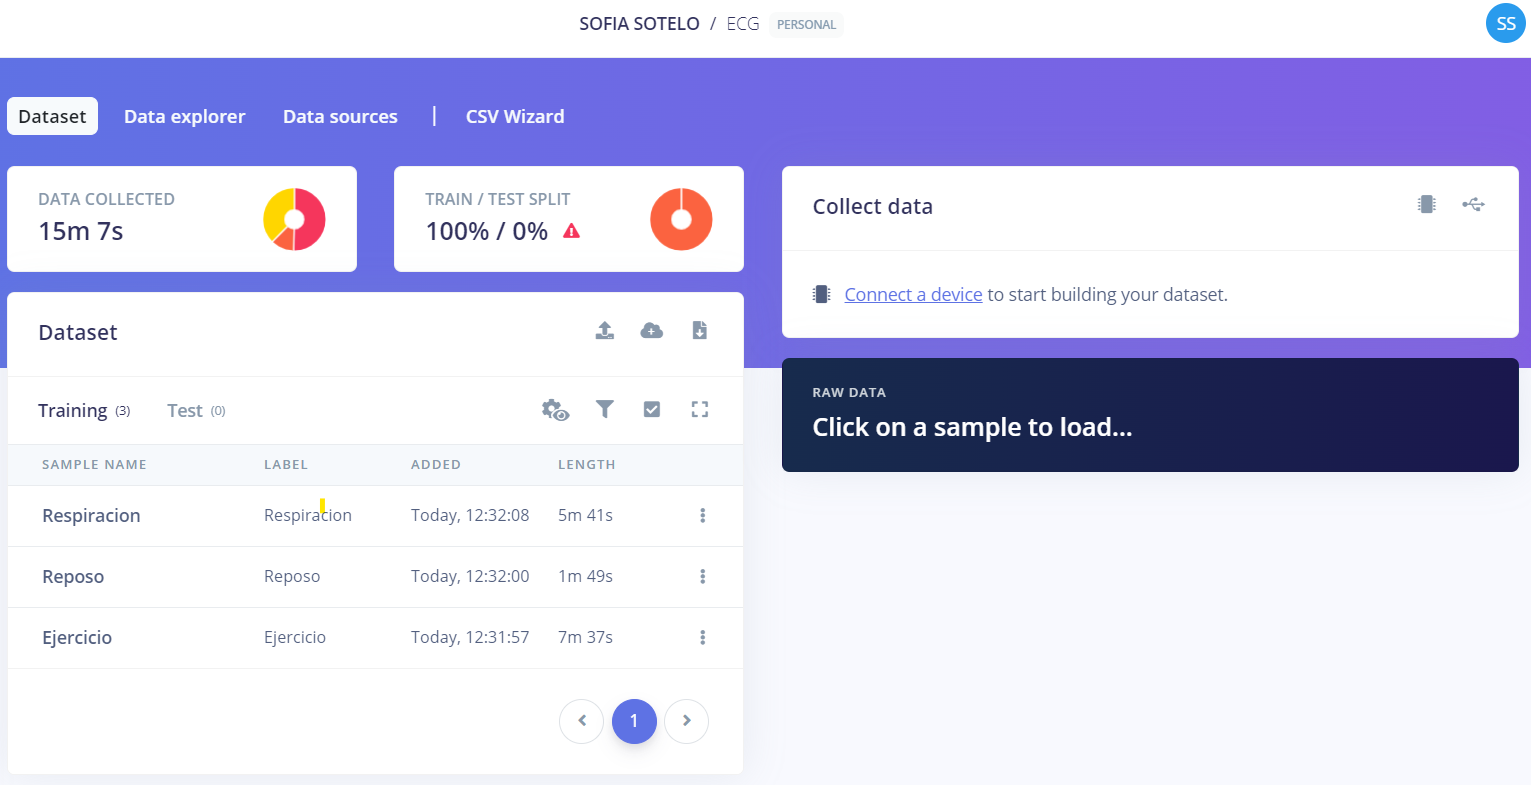 SOFIA SOTELO / ECG PERSONAL
SS
Dataset Data explorer Data sources | CSV Wizard
DATA COLLECTED
15m 7s
TRAIN / TEST SPLIT
100% / 0%
Collect data
Connect a device to start building your dataset.
RAW DATA
Click on a sample to load...
Dataset
Training (3) Test (0)
SAMPLE NAME LABEL ADDED LENGTH
Respiracion Respiracion Today, 12:32:08 5m 41s
Reposo Reposo Today, 12:32:00 1m 49s
Ejercicio Ejercicio Today, 12:31:57 7m 37s
1